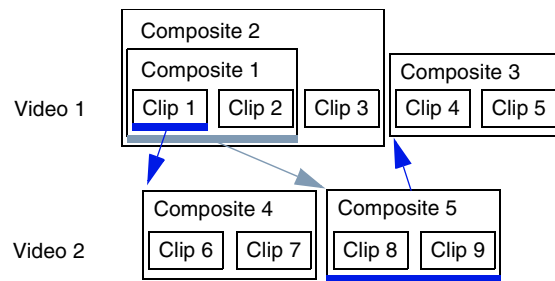 Composite 2
Composite 1
Composite 3
Video 1
Clip 1
Clip 2
Clip 3
Clip 4
Clip 5
Composite 4
Composite 5
Video 2
Clip 6
Clip 7
Clip 8
Clip 9